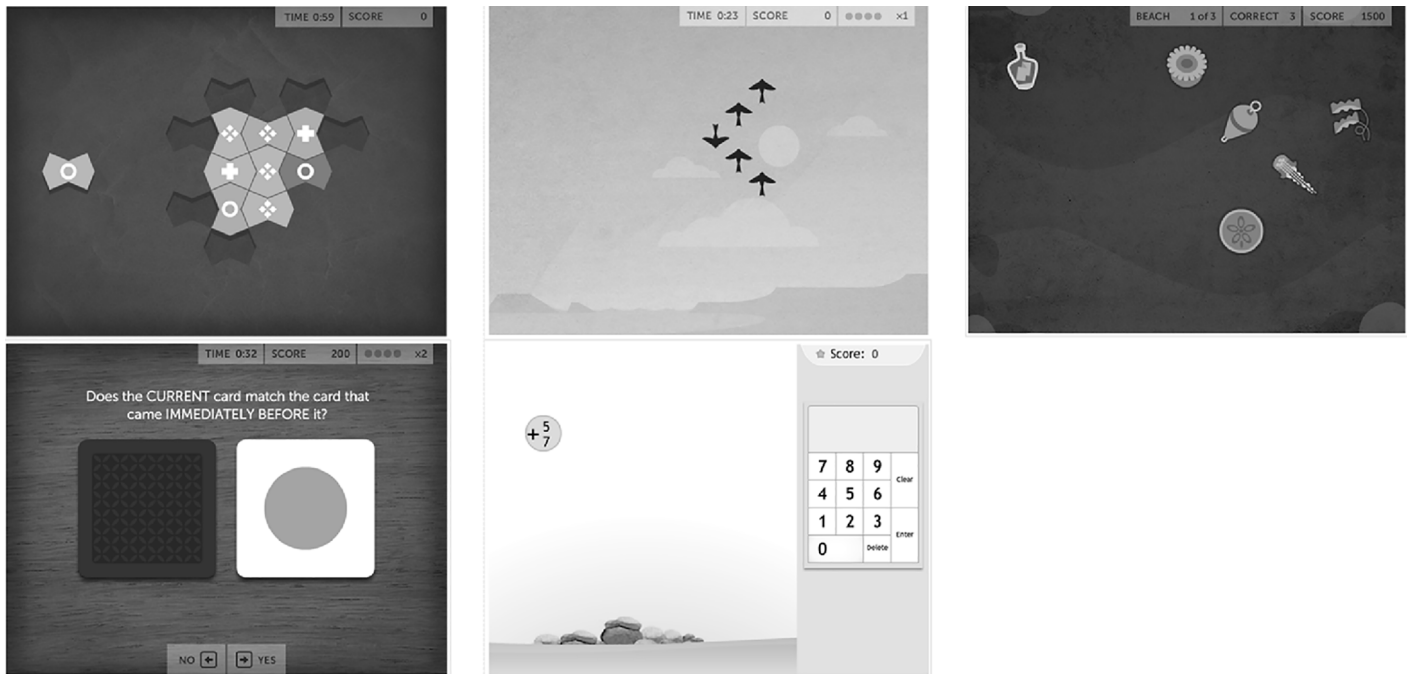 TIME 0:59 SCORE 0
TIME 0:23 SCORE 0 x1
BEACH 1 of 3 CORRECT 3 SCORE 1500
TIME 0:32 SCORE 200 x2
Does the CURRENT card match the card that
came IMMEDIATELY BEFORE it?
NO YES
Score: 0
+ 5
7
7 8 9 Clear
4 5 6
1 2 3 Enter
0 Delete